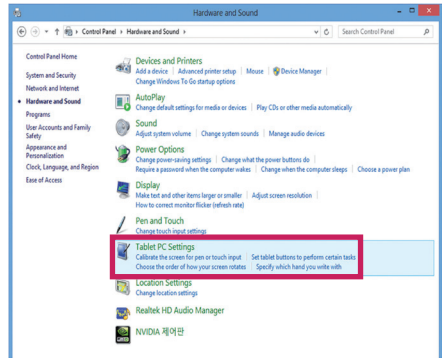 Hardware and Sound
Control Panel ▸ Hardware and Sound ▸
Search Control Panel
Control Panel Home
System and Security
Network and Internet
Hardware and Sound
Programs
User Accounts and Family
Safety
Appearance and
Personalization
Clock, Language, and Region
Ease of Access
Devices and Printers
Add a device Advanced printer setup Mouse Device Manager
Change Windows To Go startup options
AutoPlay
Change default settings for media or devices Play CDs or other media automatically
Sound
Adjust system volume Change system sounds Manage audio devices
Power Options
Change power-saving settings Change what the power buttons do
Require a password when the computer wakes Change when the computer sleeps Choose a power plan
Display
Make text and other items larger or smaller Adjust screen resolution
How to correct monitor flicker (refresh rate)
Pen and Touch
Change touch input settings
Tablet PC Settings
Calibrate the screen for pen or touch input Set tablet buttons to perform certain tasks
Choose the order of how your screen rotates Specify which hand you write with
Location Settings
Change location settings
Realtek HD Audio Manager
NVIDIA 제어판